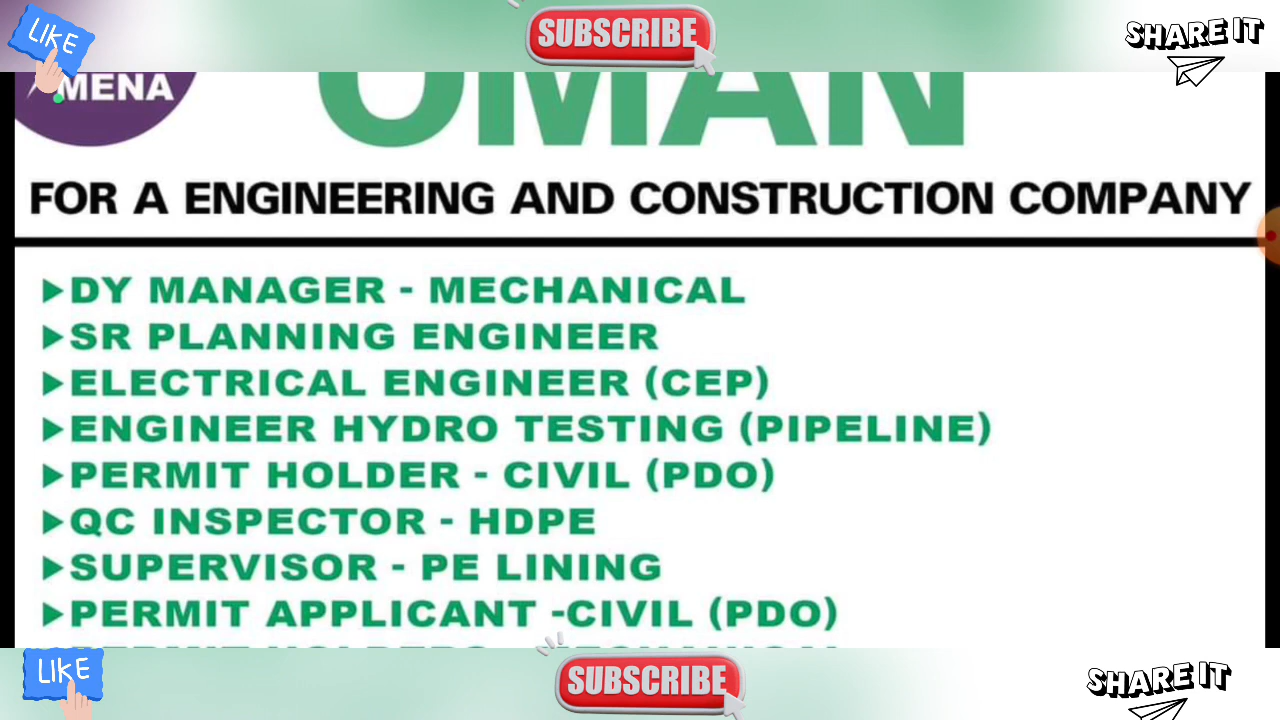 LIKE
SUBSCRIBE
SHARE IT
MENA
OMAN
FOR A ENGINEERING AND CONSTRUCTION COMPANY
▶DY MANAGER - MECHANICAL
▶SR PLANNING ENGINEER
▶ELECTRICAL ENGINEER (CEP)
▶ENGINEER HYDRO TESTING (PIPELINE)
▶PERMIT HOLDER - CIVIL (PDO)
▶QC INSPECTOR - HDPE
▶SUPERVISOR - PE LINING
▶PERMIT APPLICANT -CIVIL (PDO)
LIKE
SUBSCRIBE
SHARE IT